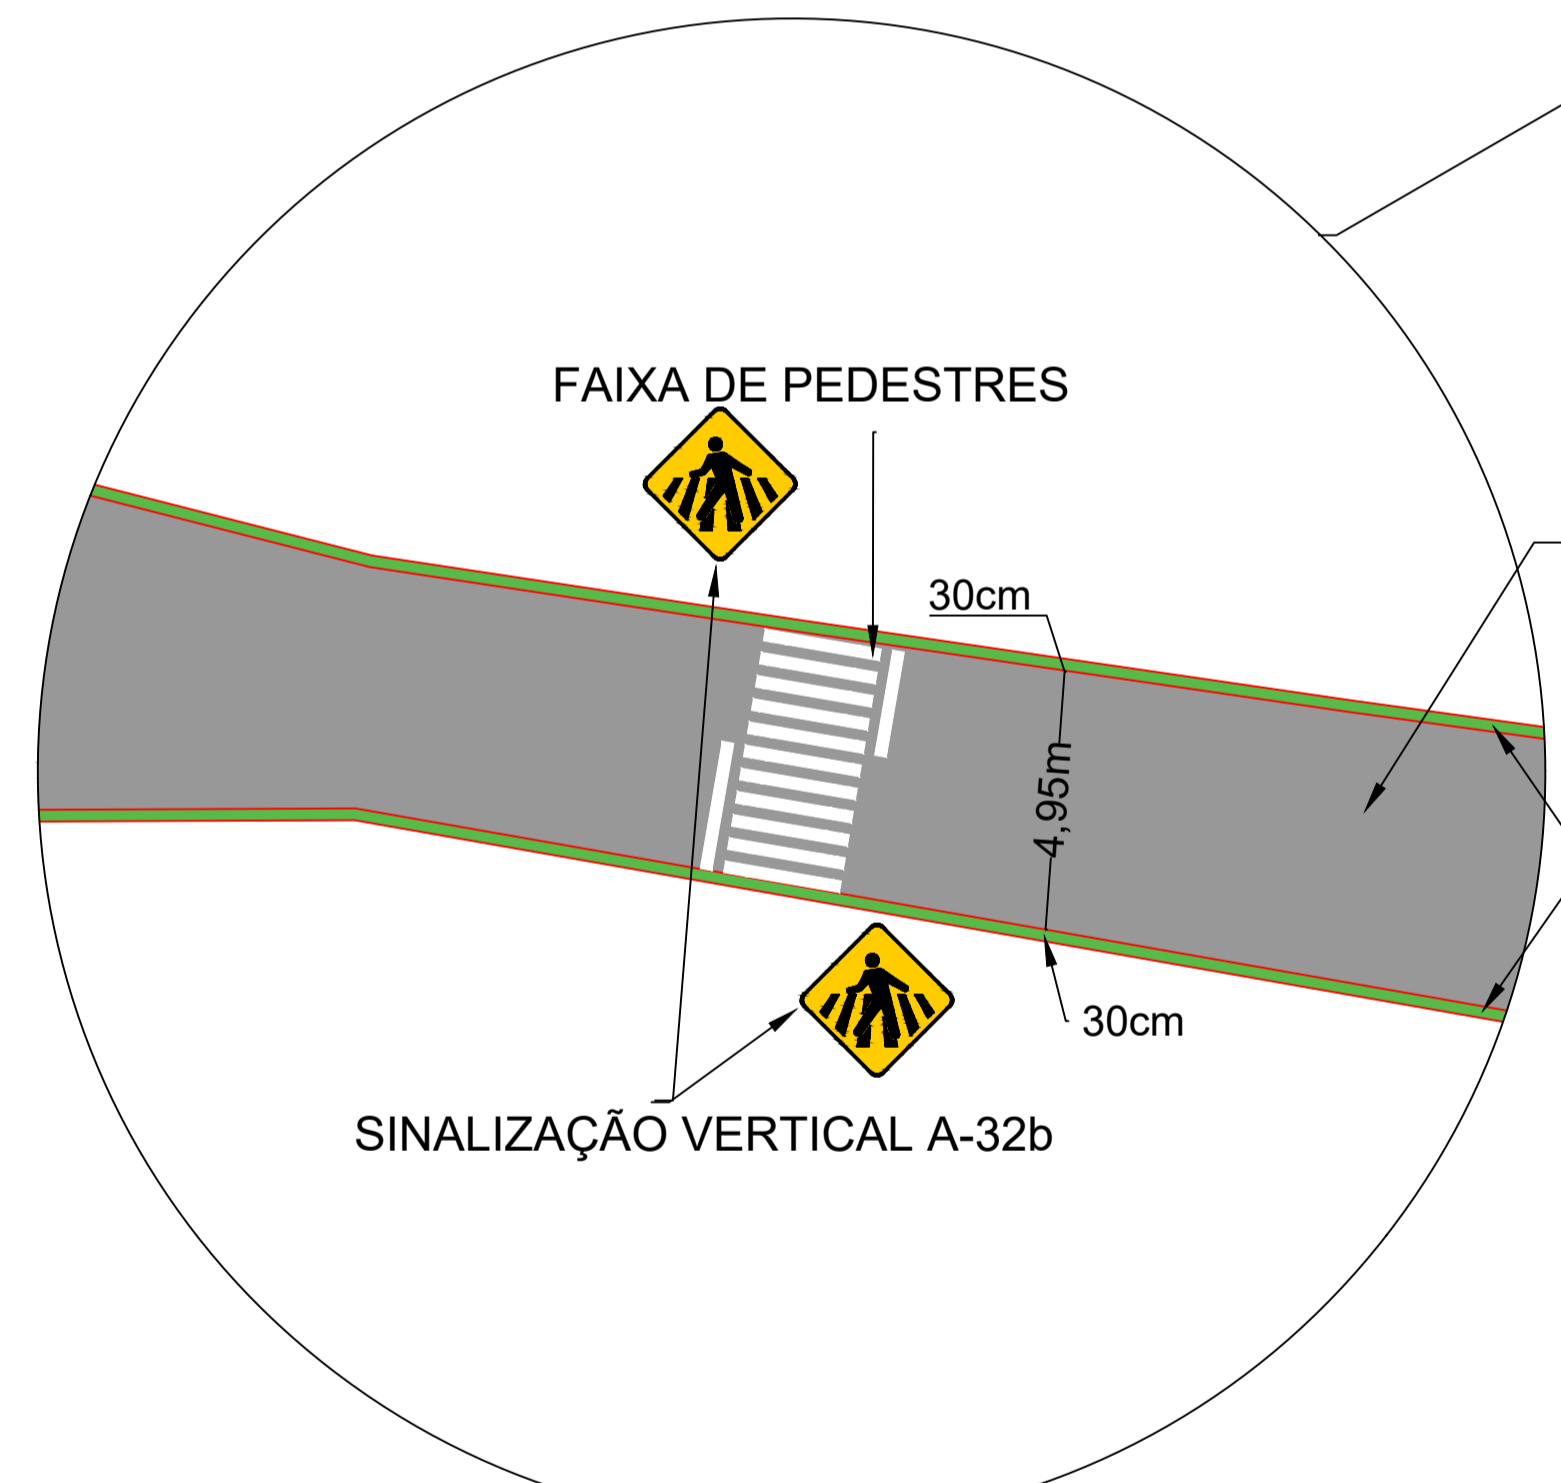 FAIXA DE PEDESTRES
30cm
4,95m
30cm
SINALIZAÇÃO VERTICAL A-32b